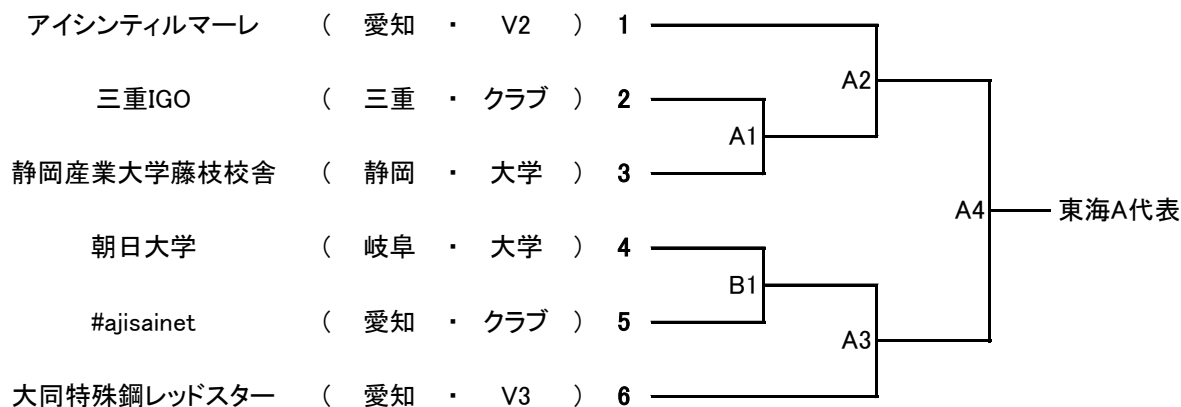 アイシンティルマーレ ( 愛知 ・ V2 ) 1
A2
三重IGO ( 三重 ・ クラブ ) 2
A1
静岡産業大学藤枝校舎 ( 静岡 ・ 大学 ) 3
A4 東海A代表
朝日大学 ( 岐阜 ・ 大学 ) 4
B1
#ajisainet ( 愛知 ・ クラブ ) 5
A3
大同特殊鋼レッドスター ( 愛知 ・ V3 ) 6